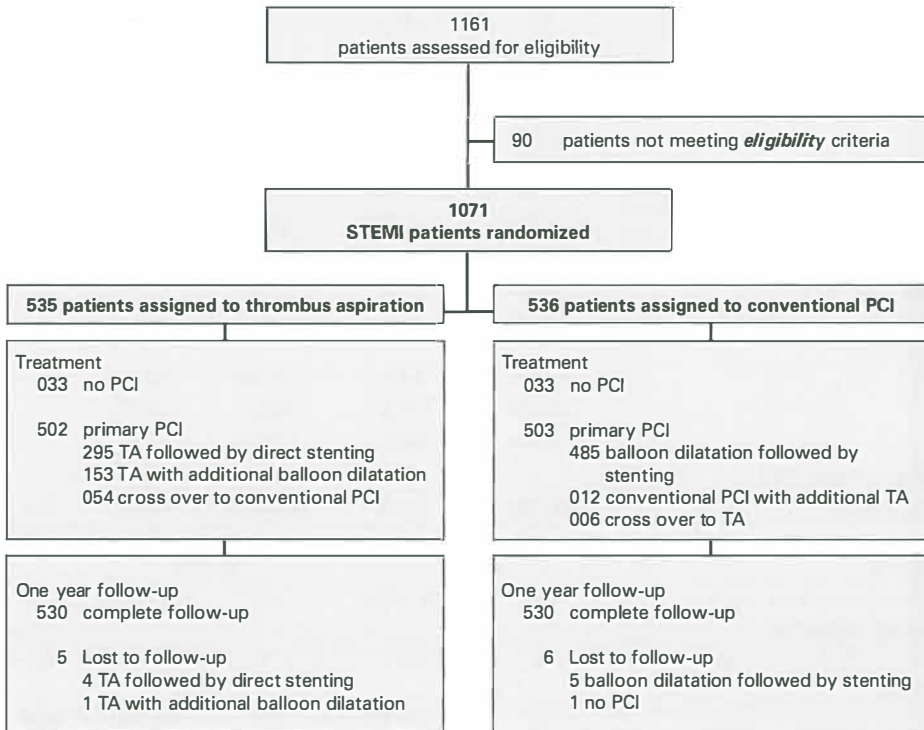 1161
patients assessed for eligibility
90 patients not meeting eligibility criteria
1071
STEMI patients randomized
535 patients assigned to thrombus aspiration
536 patients assigned to conventional PCI
Treatment
033 no PCI
502 primary PCI
295 TA followed by direct stenting
153 TA with additional balloon dilatation
054 cross over to conventional PCI
Treatment
033 no PCI
503 primary PCI
485 balloon dilatation followed by
stenting
012 conventional PCI with additional TA
006 cross over to TA
One year follow-up
530 complete follow-up
5 Lost to follow-up
4 TA followed by direct stenting
1 TA with additional balloon dilatation
One year follow-up
530 complete follow-up
6 Lost to follow-up
5 balloon dilatation followed by stenting
1 no PCI